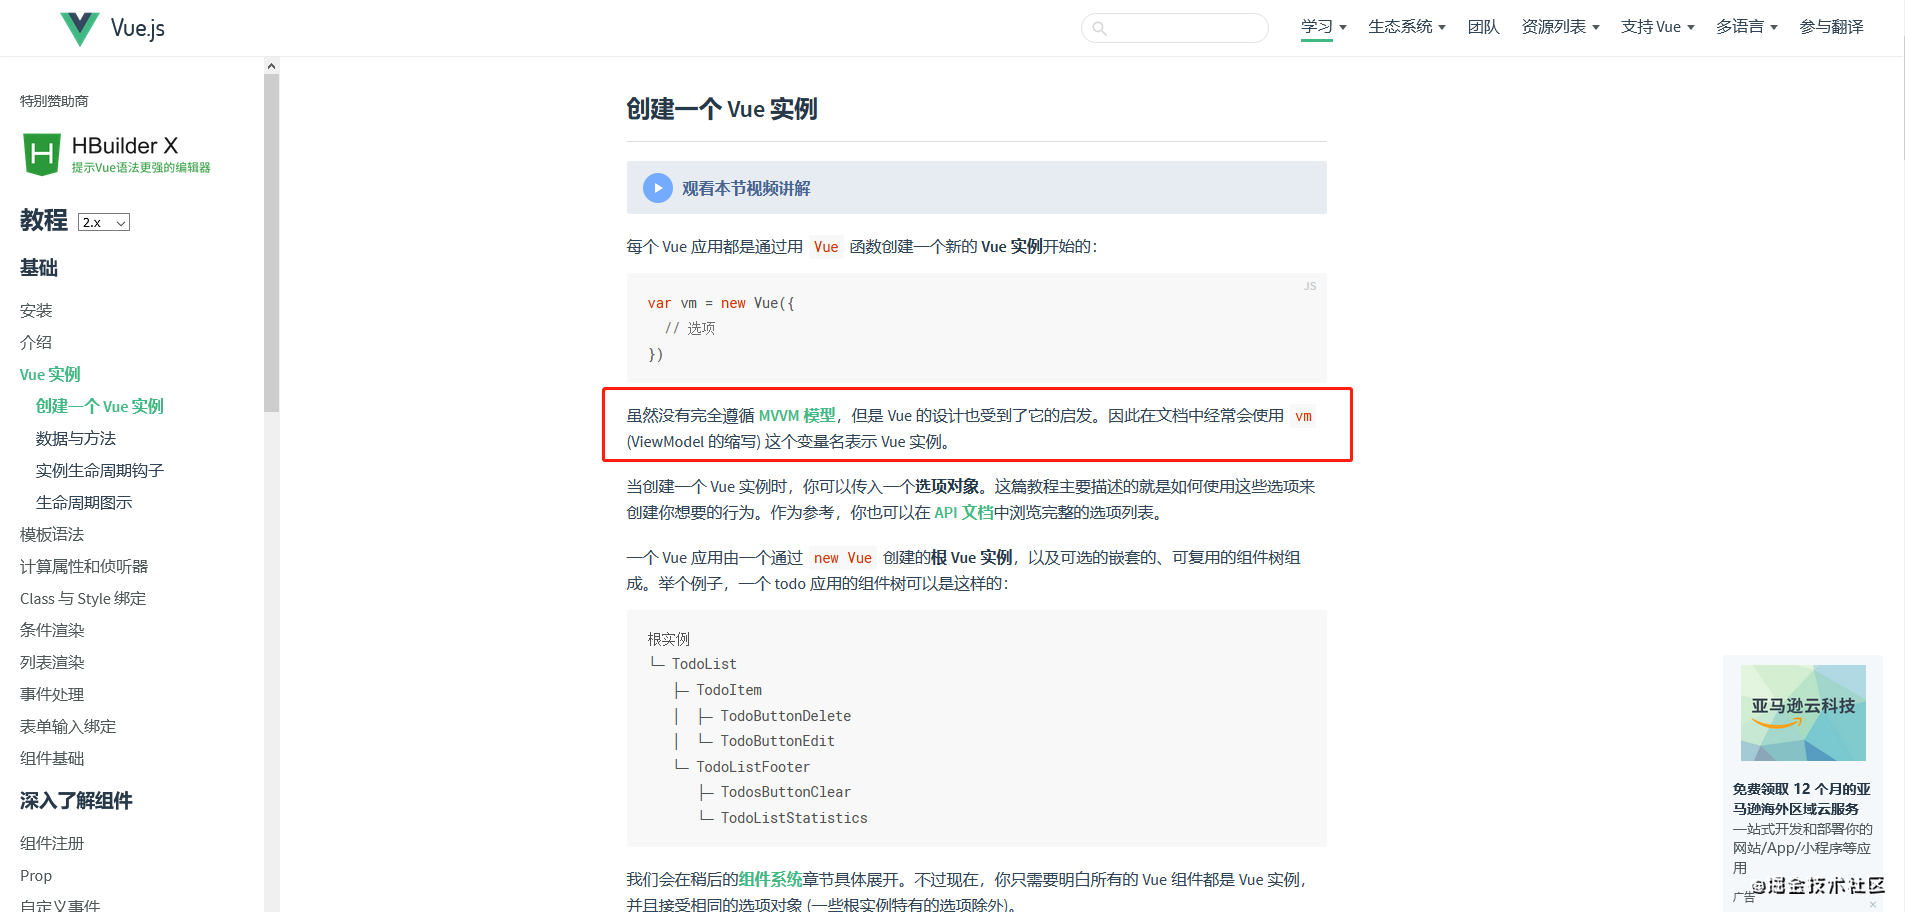 Vue.js
学习
生态系统
团队
资源列表
支持 Vue
多语言
参与翻译
特别赞助商
HBuilder X
提示Vue语法更强的编辑器
教程 2.x
基础
安装
介绍
Vue 实例
创建一个 Vue 实例
数据与方法
实例生命周期钩子
生命周期图示
模板语法
计算属性和侦听器
Class 与 Style 绑定
条件渲染
列表渲染
事件处理
表单输入绑定
组件基础
深入了解组件
组件注册
Prop
自定义事件
创建一个 Vue 实例
观看本节视频讲解
每个 Vue 应用都是通过用 Vue 函数创建一个新的 Vue 实例开始的：
JS
var vm = new Vue({
// 选项
})
虽然没有完全遵循 MVVM 模型，但是 Vue 的设计也受到了它的启发。因此在文档中经常会使用 vm
(ViewModel 的缩写) 这个变量名表示 Vue 实例。
当创建一个 Vue 实例时，你可以传入一个选项对象。这篇教程主要描述的就是如何使用这些选项来
创建你想要的行为。作为参考，你也可以在 API 文档中浏览完整的选项列表。
一个 Vue 应用由一个通过 new Vue 创建的根 Vue 实例，以及可选的嵌套的、可复用的组件树组
成。举个例子，一个 todo 应用的组件树可以是这样的：
根实例
└─ TodoList
├─ TodoItem
│ ├─ TodoButtonDelete
│ └─ TodoButtonEdit
└─ TodoListFooter
├─ TodosButtonClear
└─ TodoListStatistics
我们会在稍后的组件系统章节具体展开。不过现在，你只需要明白所有的 Vue 组件都是 Vue 实例，
并且接受相同的选项对象 (一些根实例特有的选项除外)。
亚马逊云科技
免费领取 12 个月的亚
马逊海外区域云服务
一站式开发和部署你的
网站/App/小程序等应
用
广告
@掘金技术社区